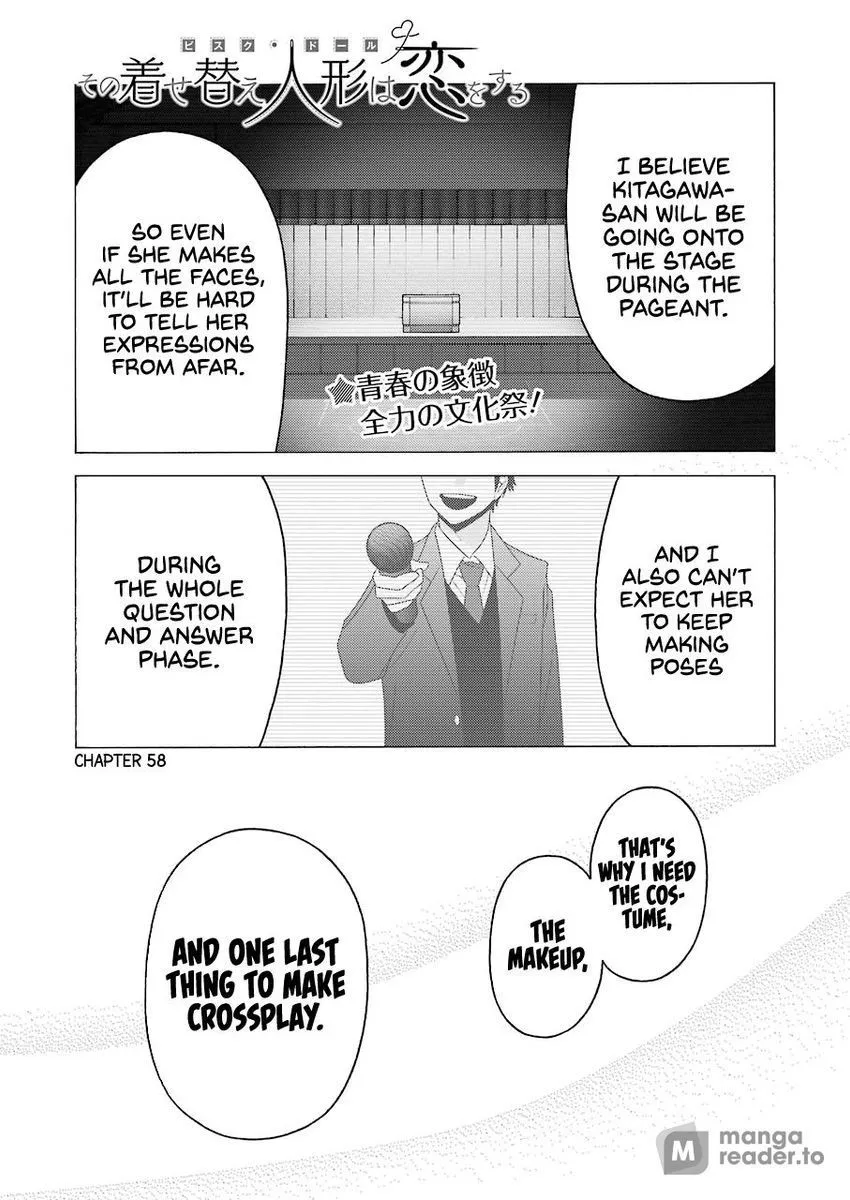 ビスク・ドール
その着せ替え人形は恋をする
I BELIEVE
KITAGAWA-
SAN WILL BE
GOING ONTO
THE STAGE
DURING THE
PAGEANT.
SO EVEN
IF SHE MAKES
ALL THE FACES,
IT'LL BE HARD
TO TELL HER
EXPRESSIONS
FROM AFAR.
青春の象徴
全力の文化祭!
AND I
ALSO CAN'T
EXPECT HER
TO KEEP
MAKING
POSES
DURING
THE WHOLE
QUESTION
AND ANSWER
PHASE.
CHAPTER 58
THAT'S
WHY I NEED
THE COS-
TUME,
THE
MAKEUP,
AND ONE LAST
THING TO MAKE
CROSSPLAY.
M manga
reader.to